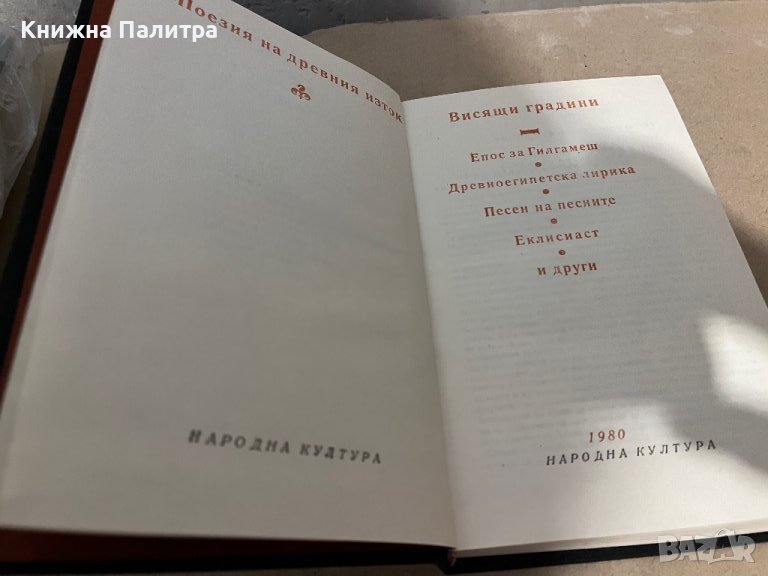 Книжна Палитра
Поезия на древния изток
НАРОДНА КУЛТУРА
Висящи градини
Епос за Гилгамеш
Древноегипетска лирика
Песен на песните
Еклисиаст
и други
1980
НАРОДНА КУЛТУРА
BAZAR